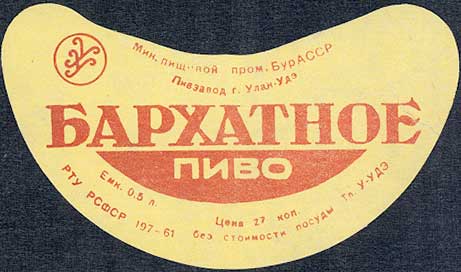 Мин. пищевой пром. БурАССР
Пивзавод г. Улан-Удэ
БАРХАТНОЕ
ПИВО
Емк. 0,5 л. Цена 27 коп.
РТУ РСФСР 197-61 без стоимости посуды Тп. У-УДЭ